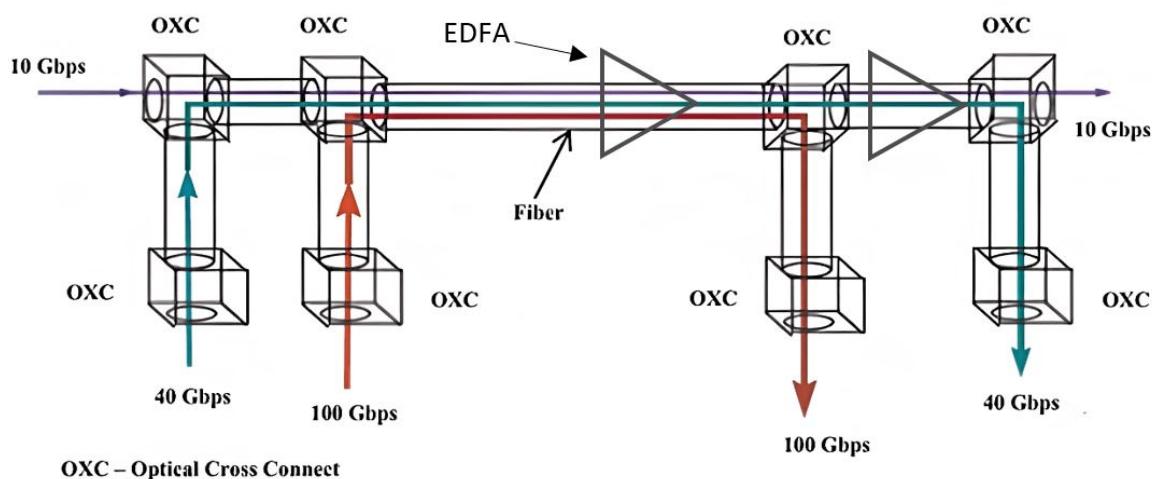 OXC
OXC
EDFA
OXC
OXC
10 Gbps
10 Gbps
Fiber
OXC
OXC
OXC
OXC
40 Gbps
100 Gbps
40 Gbps
100 Gbps
OXC – Optical Cross Connect